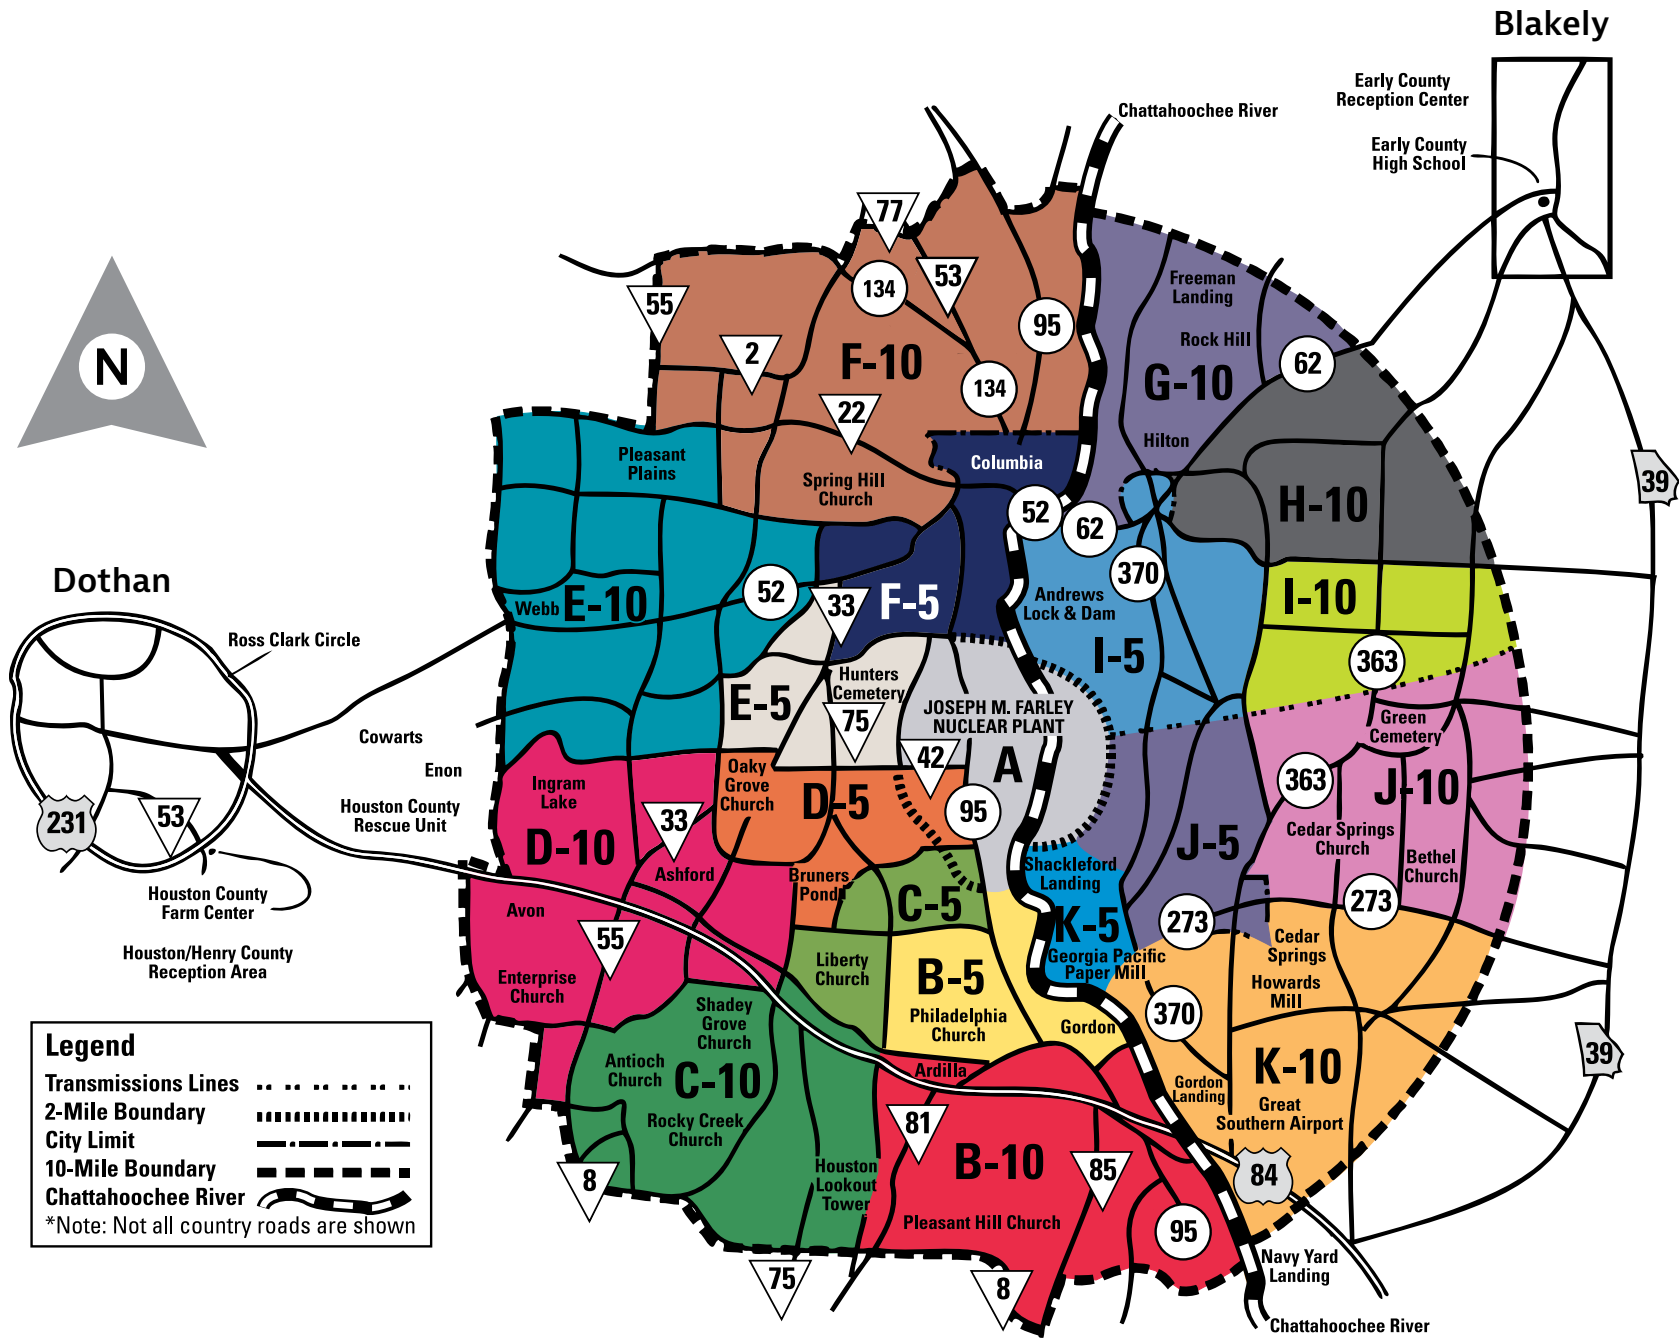 Blakely
Early County
Reception Center
Early County
High School
Chattahoochee River
77
53
134
55
95
2
F-10
134
22
Freeman
Landing
Rock Hill
62
G-10
Hilton
N
Pleasant
Plains
Spring Hill
Church
Columbia
39
H-10
52
62
370
Dothan
Webb
E-10
52
33
F-5
Andrews
Lock & Dam
I-10
Ross Clark Circle
I-5
363
E-5
Hunters
Cemetery
75
JOSEPH M. FARLEY
NUCLEAR PLANT
A
42
Green
Cemetery
Cowarts
Enon
Houston County
Rescue Unit
231
53
Ingram
Lake
D-10
33
Oaky
Grove
Church
D-5
95
363
J-10
Cedar Springs
Church
J-5
Bethel
Church
Houston County
Farm Center
Ashford
Bruners
Pond
C-5
Shackleford
Landing
K-5
273
273
Avon
55
Houston/Henry County
Reception Area
Enterprise
Church
Liberty
Church
B-5
Philadelphia
Church
Georgia Pacific
Paper Mill
Cedar
Springs
Howards
Mill
Shadey
Grove
Church
Gordon
370
39
Antioch
Church
C-10
Rocky Creek
Church
Ardilla
K-10
Gordon
Landing
Great
Southern Airport
81
B-10
85
84
8
Houston
Lookout
Tower
Pleasant Hill Church
95
75
8
Navy Yard
Landing
Chattahoochee River
Legend
Transmissions Lines
2-Mile Boundary
City Limit
10-Mile Boundary
Chattahoochee River
*Note: Not all country roads are shown